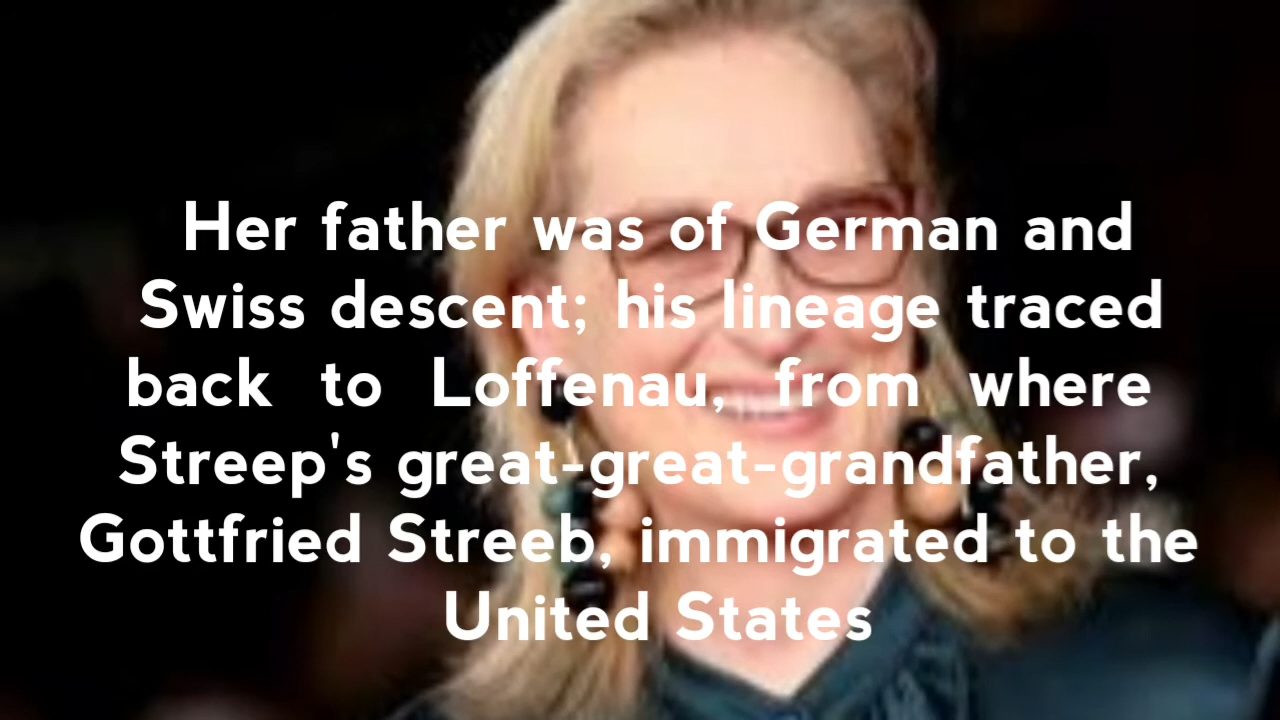 Her father was of German and
Swiss descent; his lineage traced
back to Loffenau, from where
Streep's great-great-grandfather,
Gottfried Streeb, immigrated to the
United States